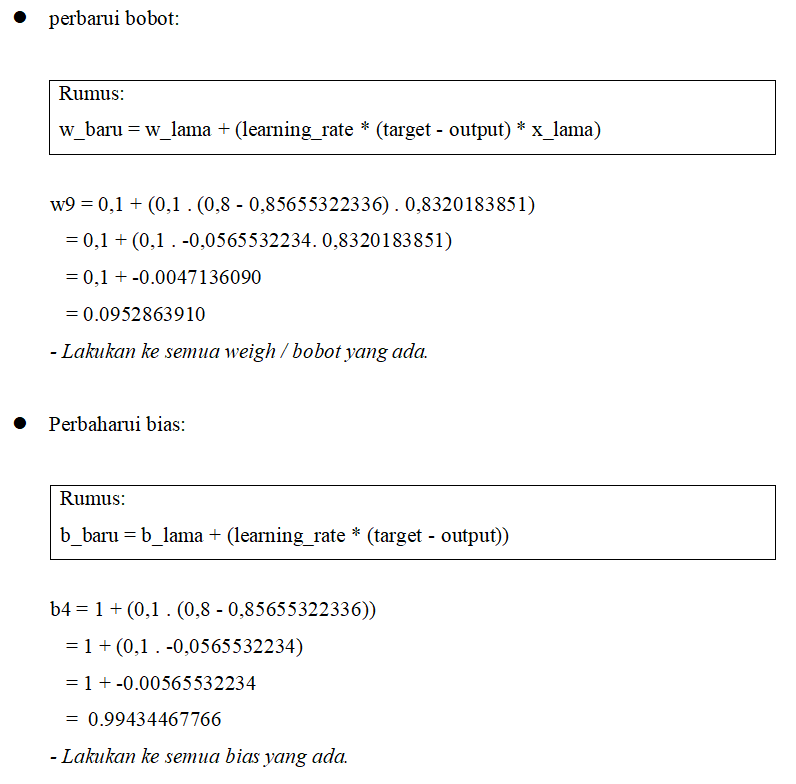 ● perbarui bobot:
Rumus:
w_baru = w_lama + (learning_rate * (target - output) * x_lama)
w9 = 0,1 + (0,1 . (0,8 - 0,85655322336) . 0,8320183851)
= 0,1 + (0,1 . -0,0565532234. 0,8320183851)
= 0,1 + -0.0047136090
= 0.0952863910
- Lakukan ke semua weigh / bobot yang ada.
● Perbaharui bias:
Rumus:
b_baru = b_lama + (learning_rate * (target - output))
b4 = 1 + (0,1 . (0,8 - 0,85655322336))
= 1 + (0,1 . -0,0565532234)
= 1 + -0.00565532234
= 0.99434467766
- Lakukan ke semua bias yang ada.